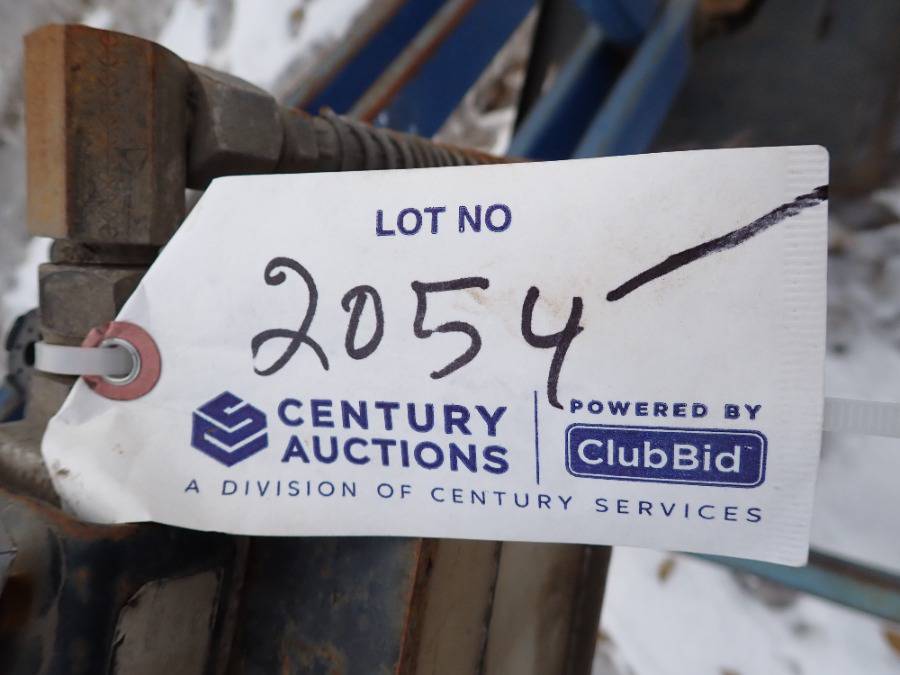 LOT NO
2054
CENTURY
AUCTIONS
POWERED BY
ClubBid
A DIVISION OF CENTURY SERVICES